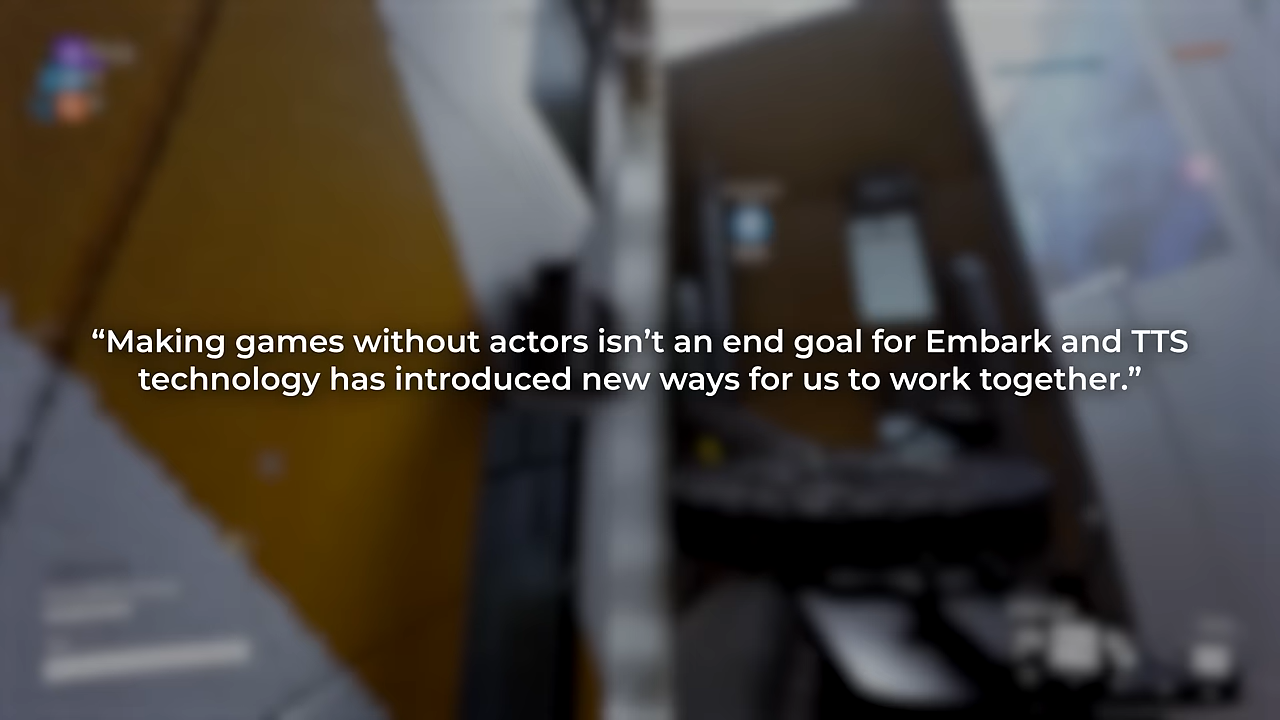 “Making games without actors isn’t an end goal for Embark and TTS
technology has introduced new ways for us to work together.”